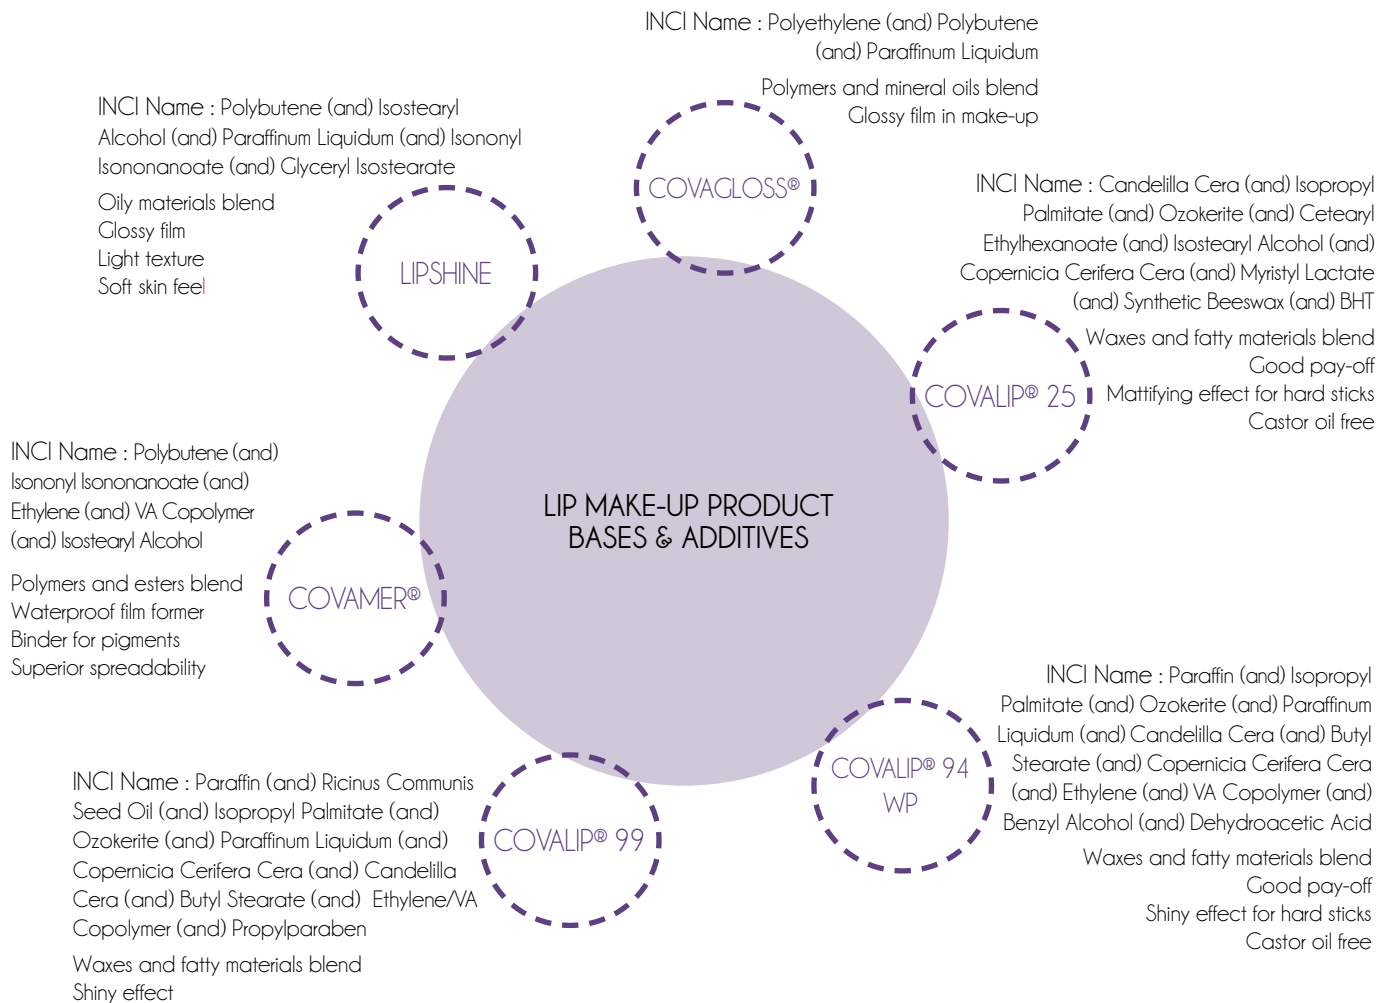 INCI Name : Polyethylene (and) Polybutene
(and) Paraffinum Liquidum
Polymers and mineral oils blend
Glossy film in make-up
COVAGLOSS®
INCI Name : Polybutene (and) Isostearyl
Alcohol (and) Paraffinum Liquidum (and) Isononyl
Isononanoate (and) Glyceryl Isostearate
Oily materials blend
Glossy film
Light texture
Soft skin feel
LIPSHINE
INCI Name : Candelilla Cera (and) Isopropyl
Palmitate (and) Ozokerite (and) Cetearyl
Ethylhexanoate (and) Isostearyl Alcohol (and)
Copernicia Cerifera Cera (and) Myristyl Lactate
(and) Synthetic Beeswax (and) BHT
Waxes and fatty materials blend
Good pay-off
Mattifying effect for hard sticks
Castor oil free
COVALIP® 25
LIP MAKE-UP PRODUCT
BASES & ADDITIVES
INCI Name : Polybutene (and)
Isononyl Isononanoate (and)
Ethylene (and) VA Copolymer
(and) Isostearyl Alcohol
Polymers and esters blend
Waterproof film former
Binder for pigments
Superior spreadability
COVAMER®
INCI Name : Paraffin (and) Isopropyl
Palmitate (and) Ozokerite (and) Paraffinum
Liquidum (and) Candelilla Cera (and) Butyl
Stearate (and) Copernicia Cerifera Cera
(and) Ethylene (and) VA Copolymer (and)
Benzyl Alcohol (and) Dehydroacetic Acid
Waxes and fatty materials blend
Good pay-off
Shiny effect for hard sticks
Castor oil free
COVALIP® 94
WP
INCI Name : Paraffin (and) Ricinus Communis
Seed Oil (and) Isopropyl Palmitate (and)
Ozokerite (and) Paraffinum Liquidum (and)
Copernicia Cerifera Cera (and) Candelilla
Cera (and) Butyl Stearate (and) Ethylene/VA
Copolymer (and) Propylparaben
Waxes and fatty materials blend
Shiny effect
COVALIP® 99